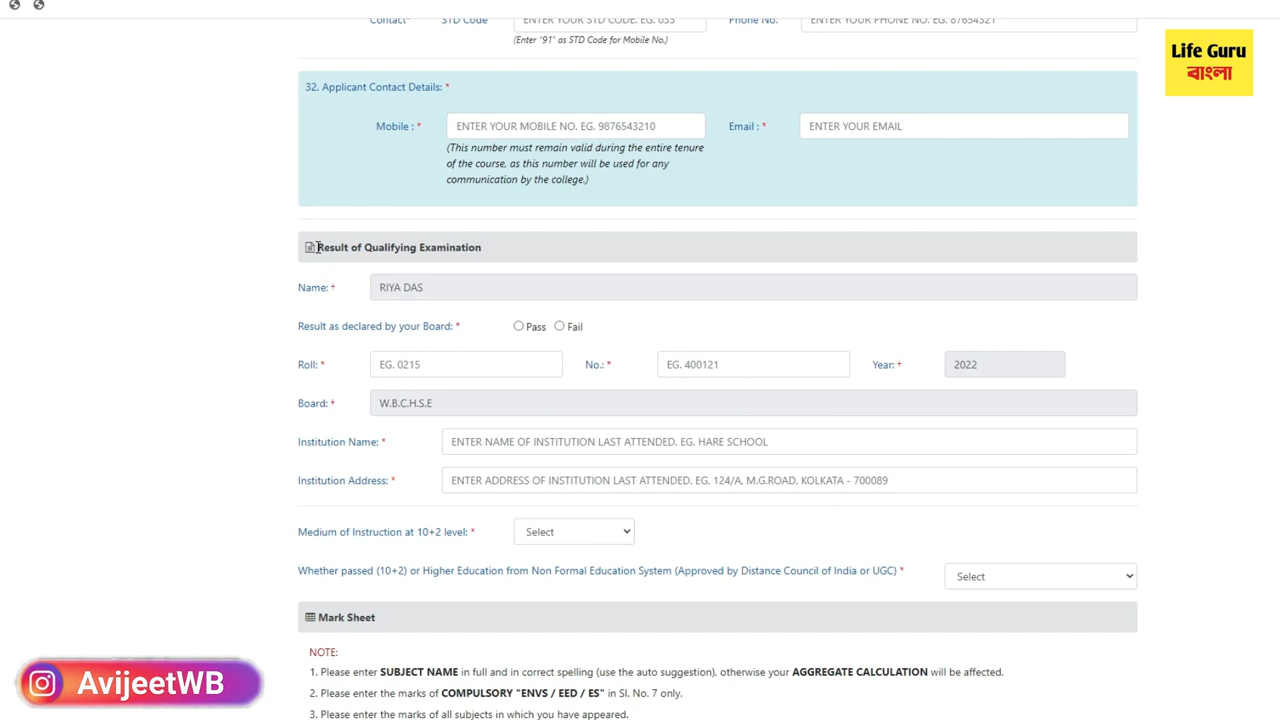 Contact* STD Code ENTER YOUR STD CODE. EG. 033 Phone No. ENTER YOUR PHONE NO. EG. 87654321
(Enter "91" as STD Code for Mobile No.)
Life Guru
বাংলা
32. Applicant Contact Details: *
Mobile : * ENTER YOUR MOBILE NO. EG. 9876543210 Email : * ENTER YOUR EMAIL
(This number must remain valid during the entire tenure
of the course, as this number will be used for any
communication by the college.)
Result of Qualifying Examination
Name: * RIYA DAS
Result as declared by your Board: * Pass Fail
Roll: * EG. 0215 No.: * EG. 400121 Year: * 2022
Board: * W.B.C.H.S.E
Institution Name: * ENTER NAME OF INSTITUTION LAST ATTENDED. EG. HARE SCHOOL
Institution Address: * ENTER ADDRESS OF INSTITUTION LAST ATTENDED. EG. 124/A, M.G.ROAD, KOLKATA - 700089
Medium of Instruction at 10+2 level: * Select
Whether passed (10+2) or Higher Education from Non Formal Education System (Approved by Distance Council of India or UGC) * Select
Mark Sheet
NOTE:
1. Please enter SUBJECT NAME in full and in correct spelling (use the auto suggestion), otherwise your AGGREGATE CALCULATION will be affected.
2. Please enter the marks of COMPULSORY "ENVS / EED / ES" in Sl. No. 7 only.
3. Please enter the marks of all subjects in which you have appeared.
AvijeetWB